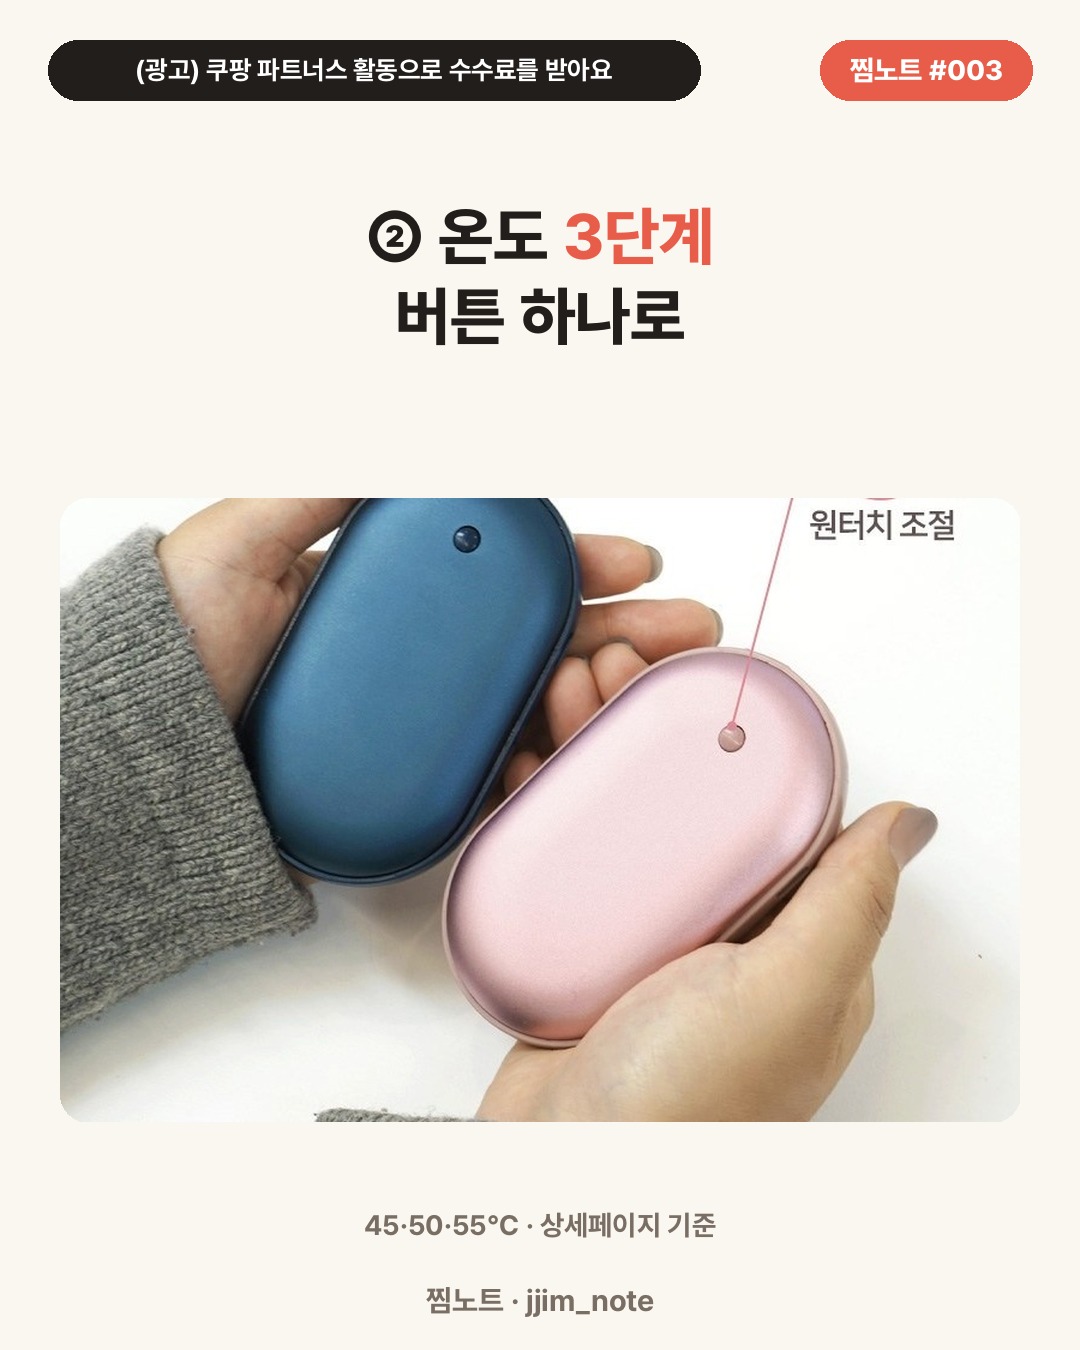 (광고) 쿠팡 파트너스 활동으로 수수료를 받아요
찜노트 #003
② 온도 3단계
버튼 하나로
원터치 조절
45·50·55°C · 상세페이지 기준
찜노트 · jjim_note